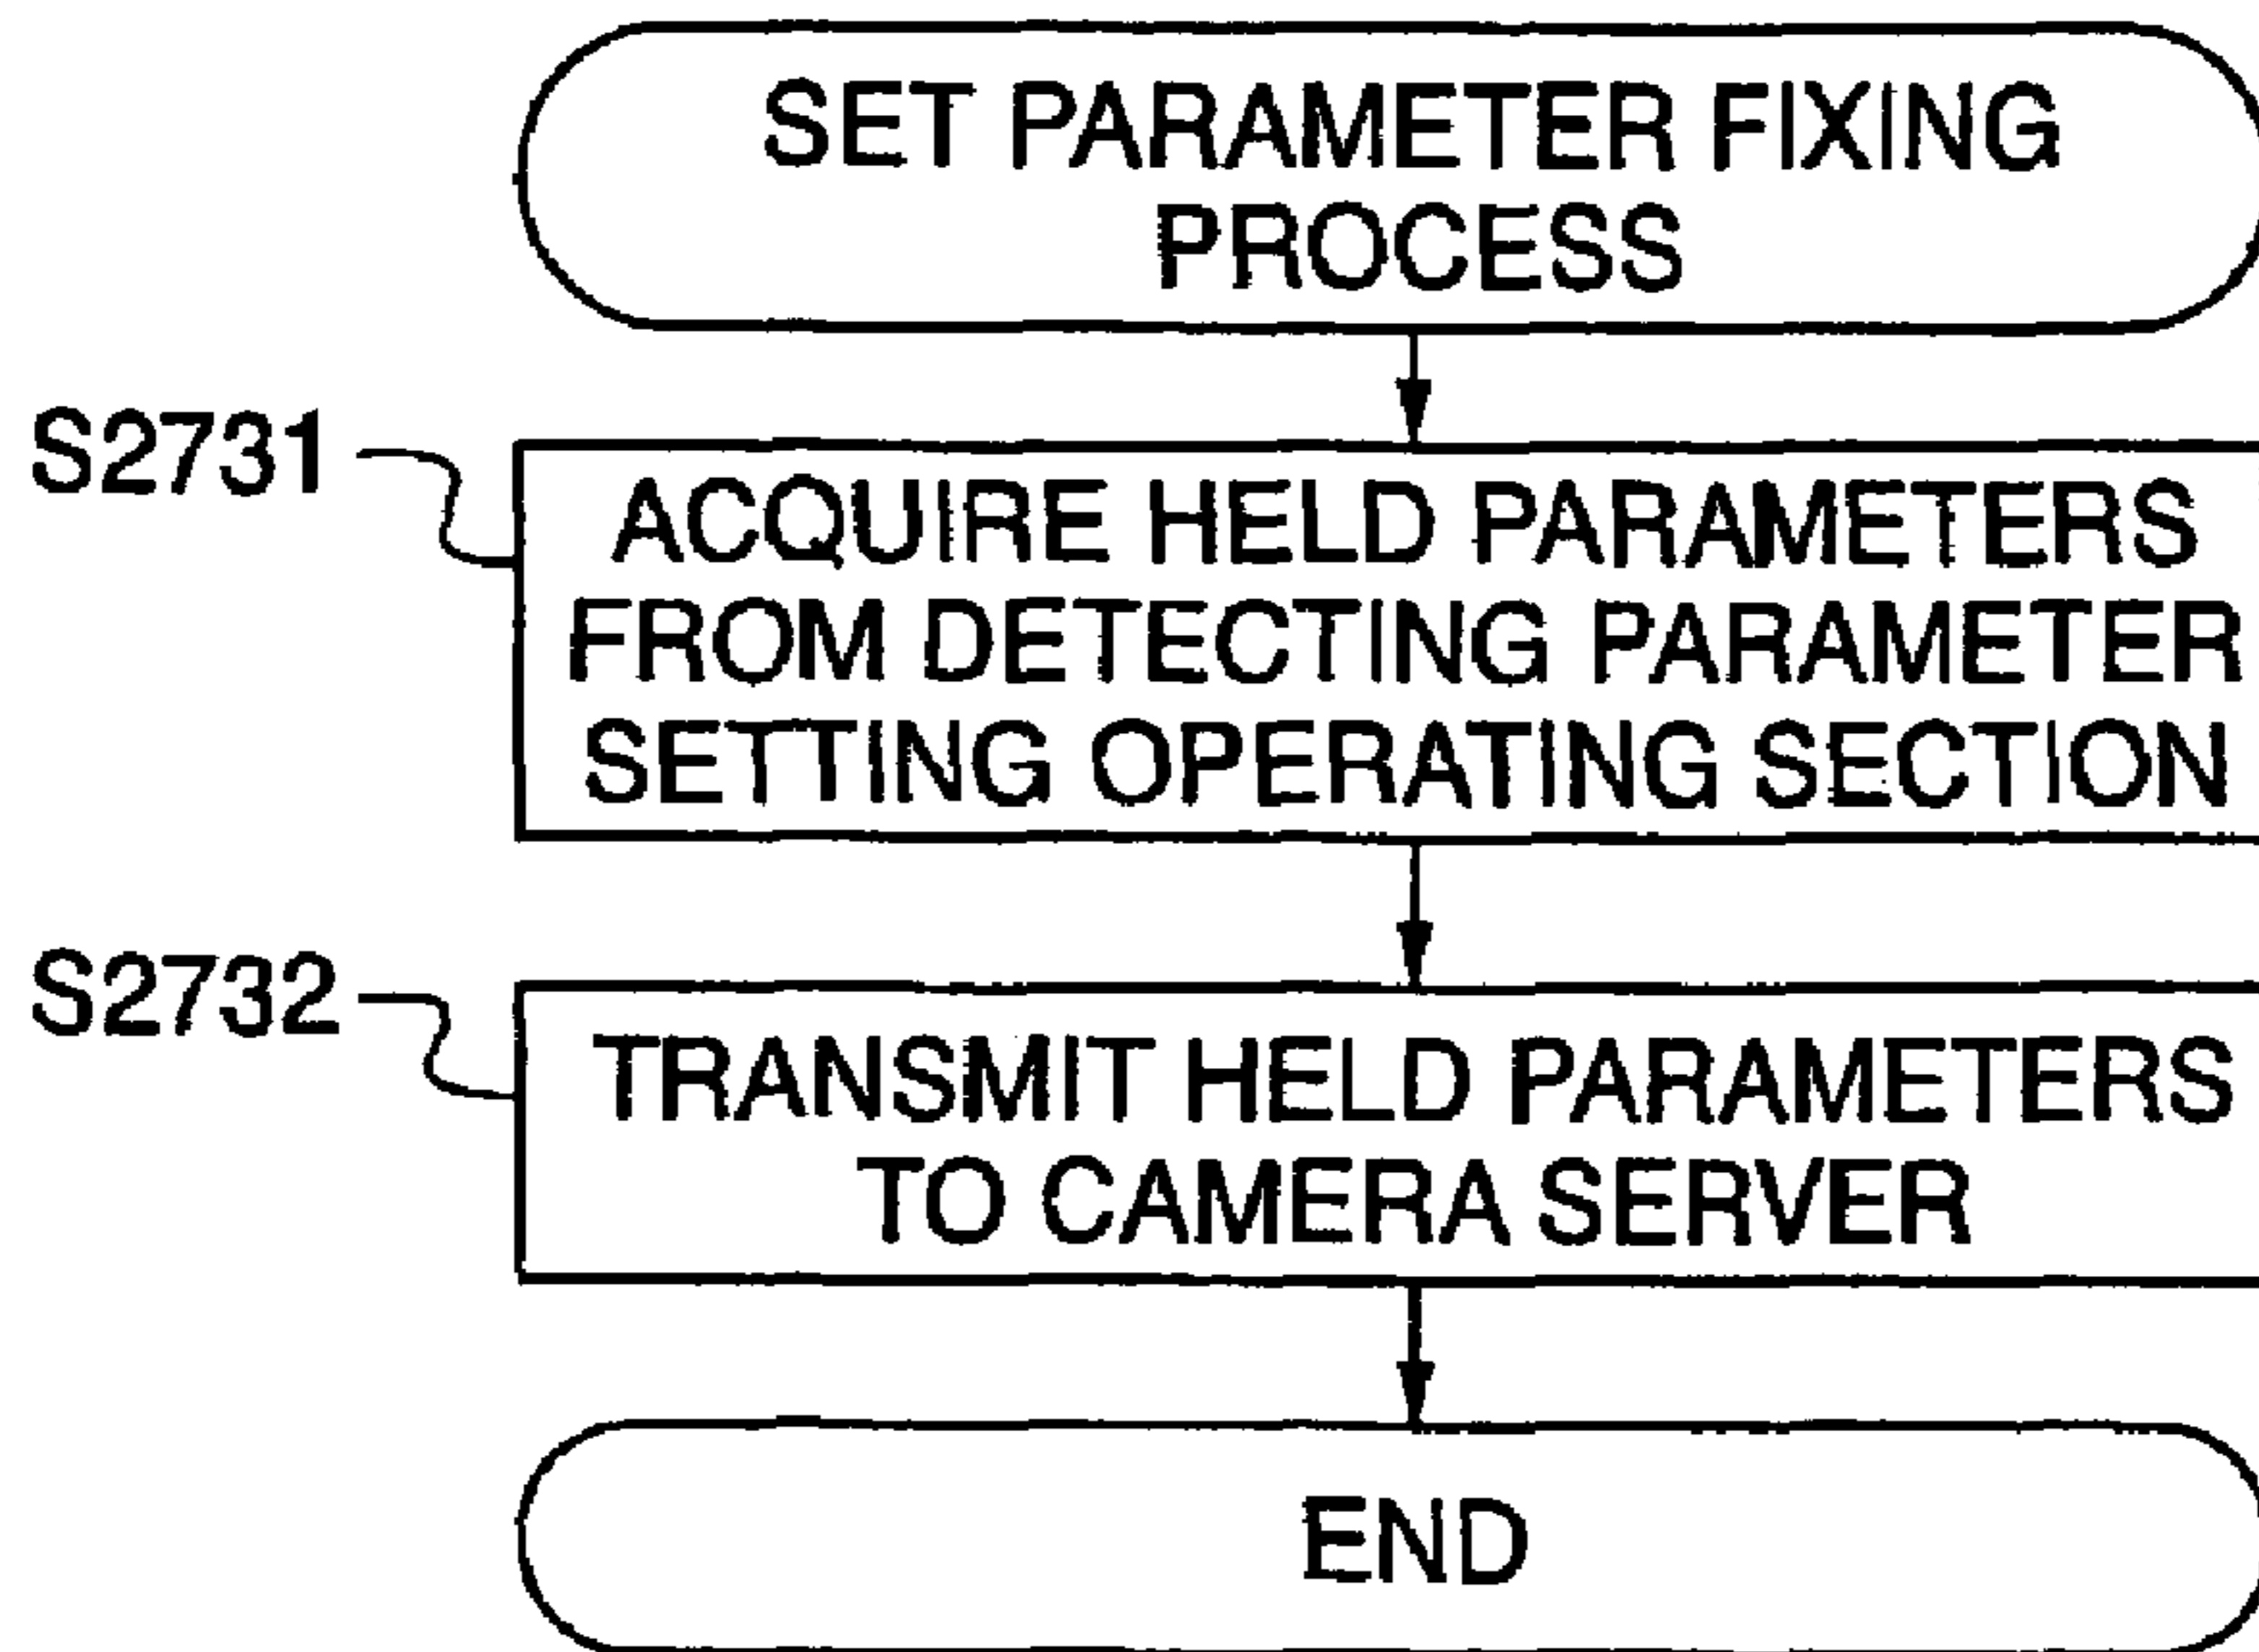 SET PARAMETER FIXING
PROCESS
S2731
ACQUIRE HELD PARAMETERS
FROM DETECTING PARAMETER
SETTING OPERATING SECTION
S2732
TRANSMIT HELD PARAMETERS
TO CAMERA SERVER
END